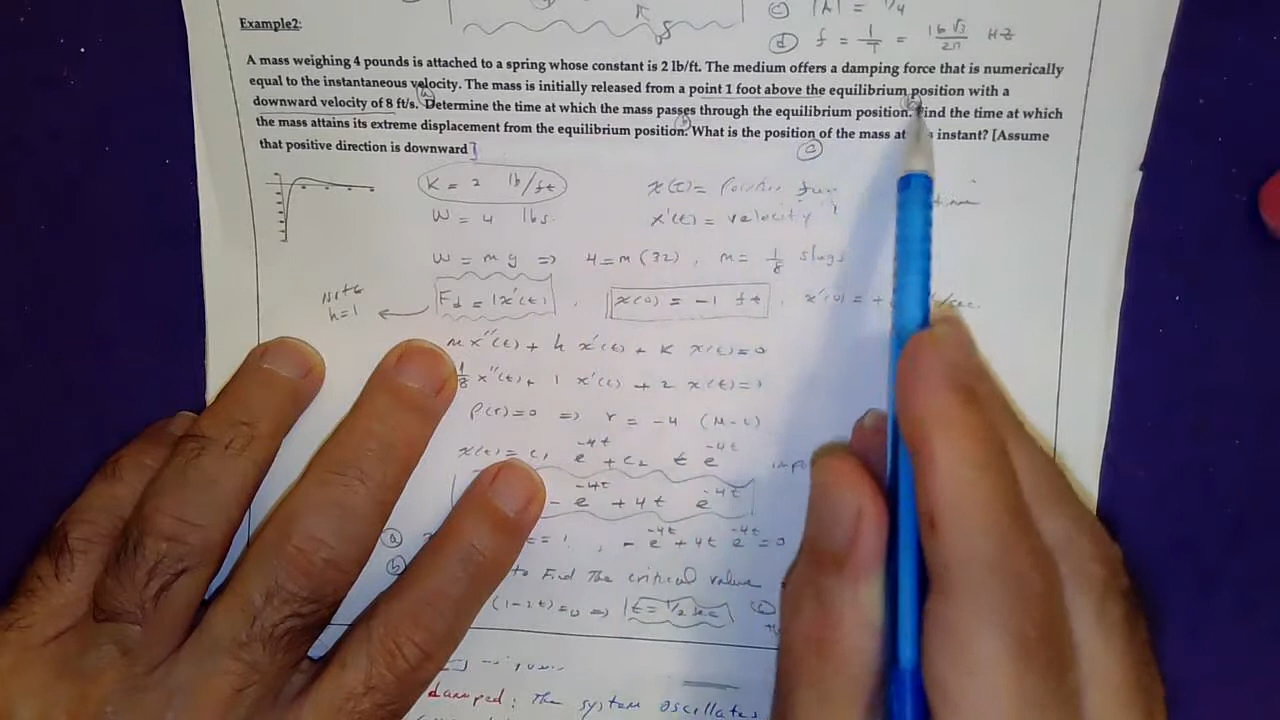 ⓒ |A| = 1/4
ⓓ f = 1/T = 16√3/2π HZ
Example2:
A mass weighing 4 pounds is attached to a spring whose constant is 2 lb/ft. The medium offers a damping force that is numerically
equal to the instantaneous velocity. The mass is initially released from a point 1 foot above the equilibrium position with a
downward velocity of 8 ft/s. Determine the time at which the mass passes through the equilibrium position. Find the time at which
the mass attains its extreme displacement from the equilibrium position. What is the position of the mass at instant? [Assume
that positive direction is downward]
K = 2 lb/ft x(t) =
W = 4 lbs. x'(t) = velocity
W = mg => 4 = m(32), m = 1/8 slugs
h=1 Fd = 1x'(t), x(0) = -1 ft, x'(0) = + /sec.
mx''(t) + h x'(t) + K x(t) = 0
1/8 x''(t) + 1 x'(t) + 2 x(t) =
P(r)=0 => r = -4
x(t) = c1 e^-4t + c2 t e^-4t
- e^-4t + 4t e^-4t
ⓐ = 1, - e^-4t + 4t e^-4t = 0
ⓑ to Find The critical value
(1-2t)=0 => t = 1/2 sec
damped: The system oscillates